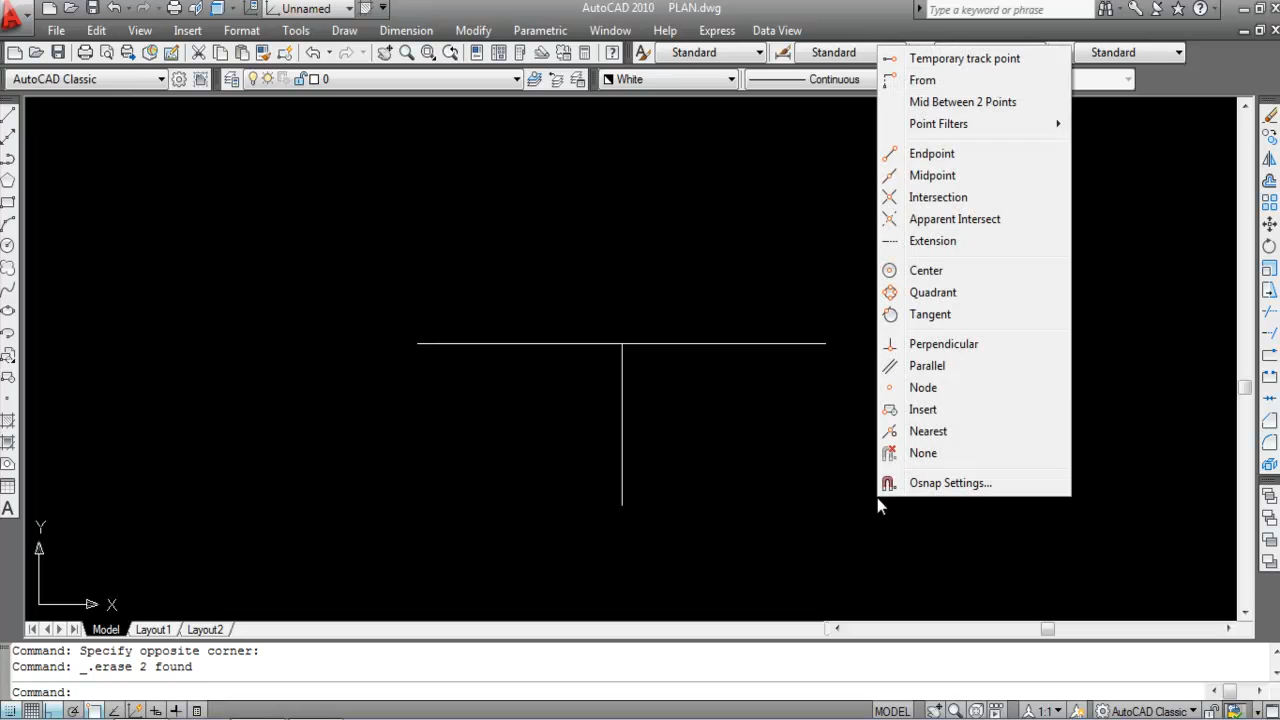 Unnamed
AutoCAD 2010 PLAN.dwg
Type a keyword or phrase
File Edit View Insert Format Tools Draw Dimension Modify Parametric Window Help Express Data View
Standard Standard Standard
AutoCAD Classic 0 White Continuous
Temporary track point
From
Mid Between 2 Points
Point Filters
Endpoint
Midpoint
Intersection
Apparent Intersect
Extension
Center
Quadrant
Tangent
Perpendicular
Parallel
Node
Insert
Nearest
None
Osnap Settings...
A
Y
X
Model Layout1 Layout2
Command: Specify opposite corner:
Command: _.erase 2 found
Command:
MODEL 1:1 AutoCAD Classic